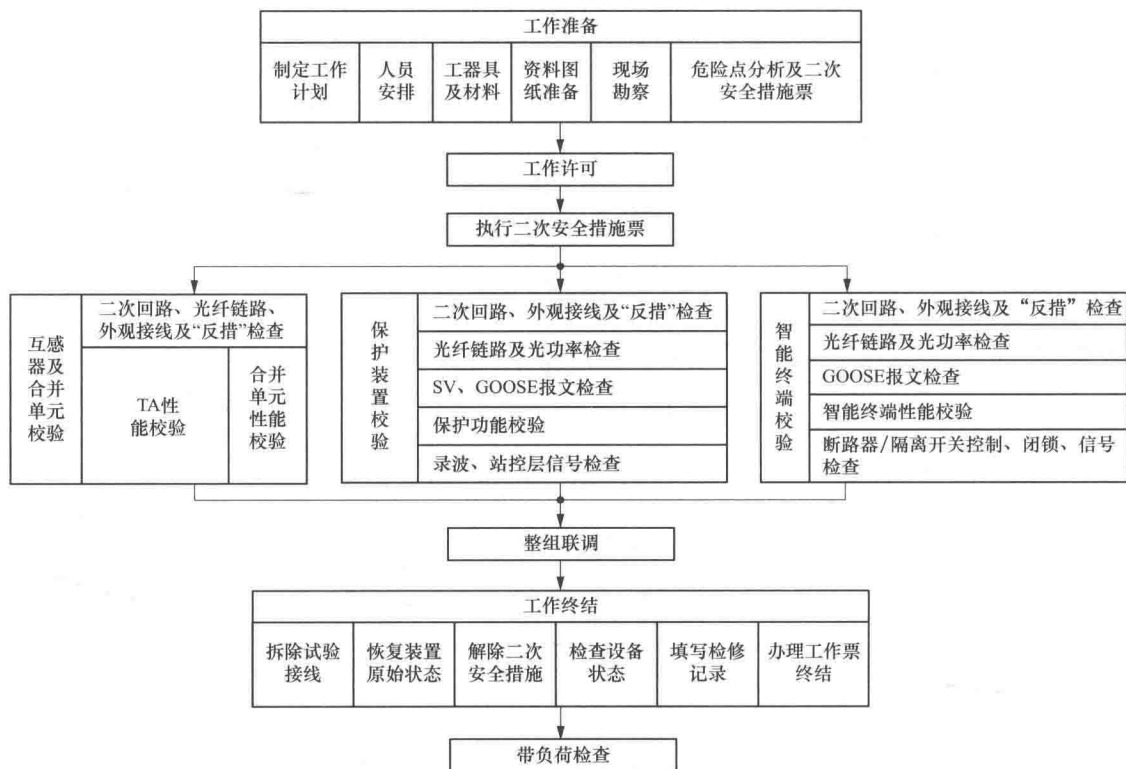 工作准备
制定工作
计划
人员
安排
工器具
及材料
资料图
纸准备
现场
勘察
危险点分析及二次
安全措施票
工作许可
执行二次安全措施票
互感
器及
合并
单元
校验
二次回路、光纤链路、
外观接线及“反措”检查
TA性
能校验
合并
单元
性能
校验
保护装置校验
二次回路、外观接线及“反措”检查
光纤链路及光功率检查
SV、GOOSE报文检查
保护功能校验
录波、站控层信号检查
智能终端校验
二次回路、外观接线及“反措”检查
光纤链路及光功率检查
GOOSE报文检查
智能终端性能校验
断路器/隔离开关控制、闭锁、信号
检查
整组联调
工作终结
拆除试验
接线
恢复装置
原始状态
解除二次
安全措施
检查设备
状态
填写检修
记录
办理工作票
终结
带负荷检查